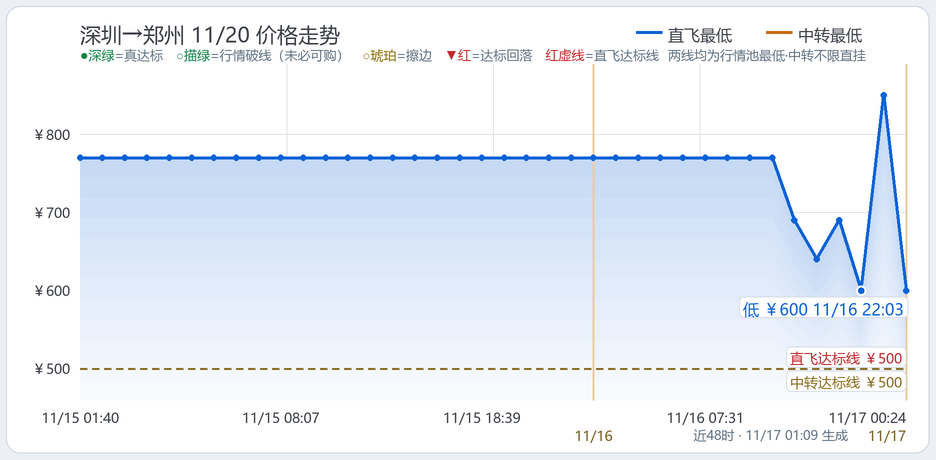 深圳→郑州 11/20 价格走势
直飞最低 中转最低
●深绿=真达标 ○描绿=行情破线（未必可购） ○琥珀=擦边 ▼红=达标回落 红虚线=直飞达标线 两线均为行情池最低·中转不限直挂
¥800
¥700
¥600
低 ¥600 11/16 22:03
直飞达标线 ¥500
¥500
中转达标线 ¥500
11/15 01:40 11/15 08:07 11/15 18:39 11/16 07:31 11/17 00:24
11/16 近48时 · 11/17 01:09 生成 11/17